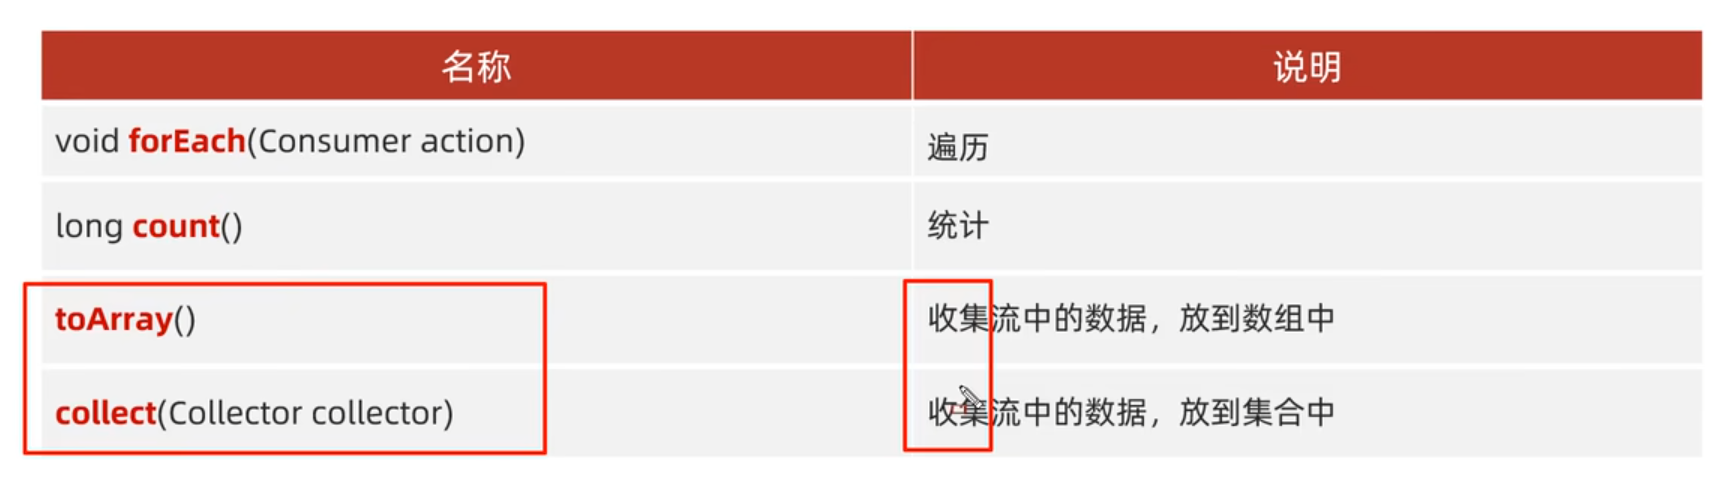 名称 说明
void forEach(Consumer action) 遍历
long count() 统计
toArray() 收集流中的数据，放到数组中
collect(Collector collector) 收集流中的数据，放到集合中